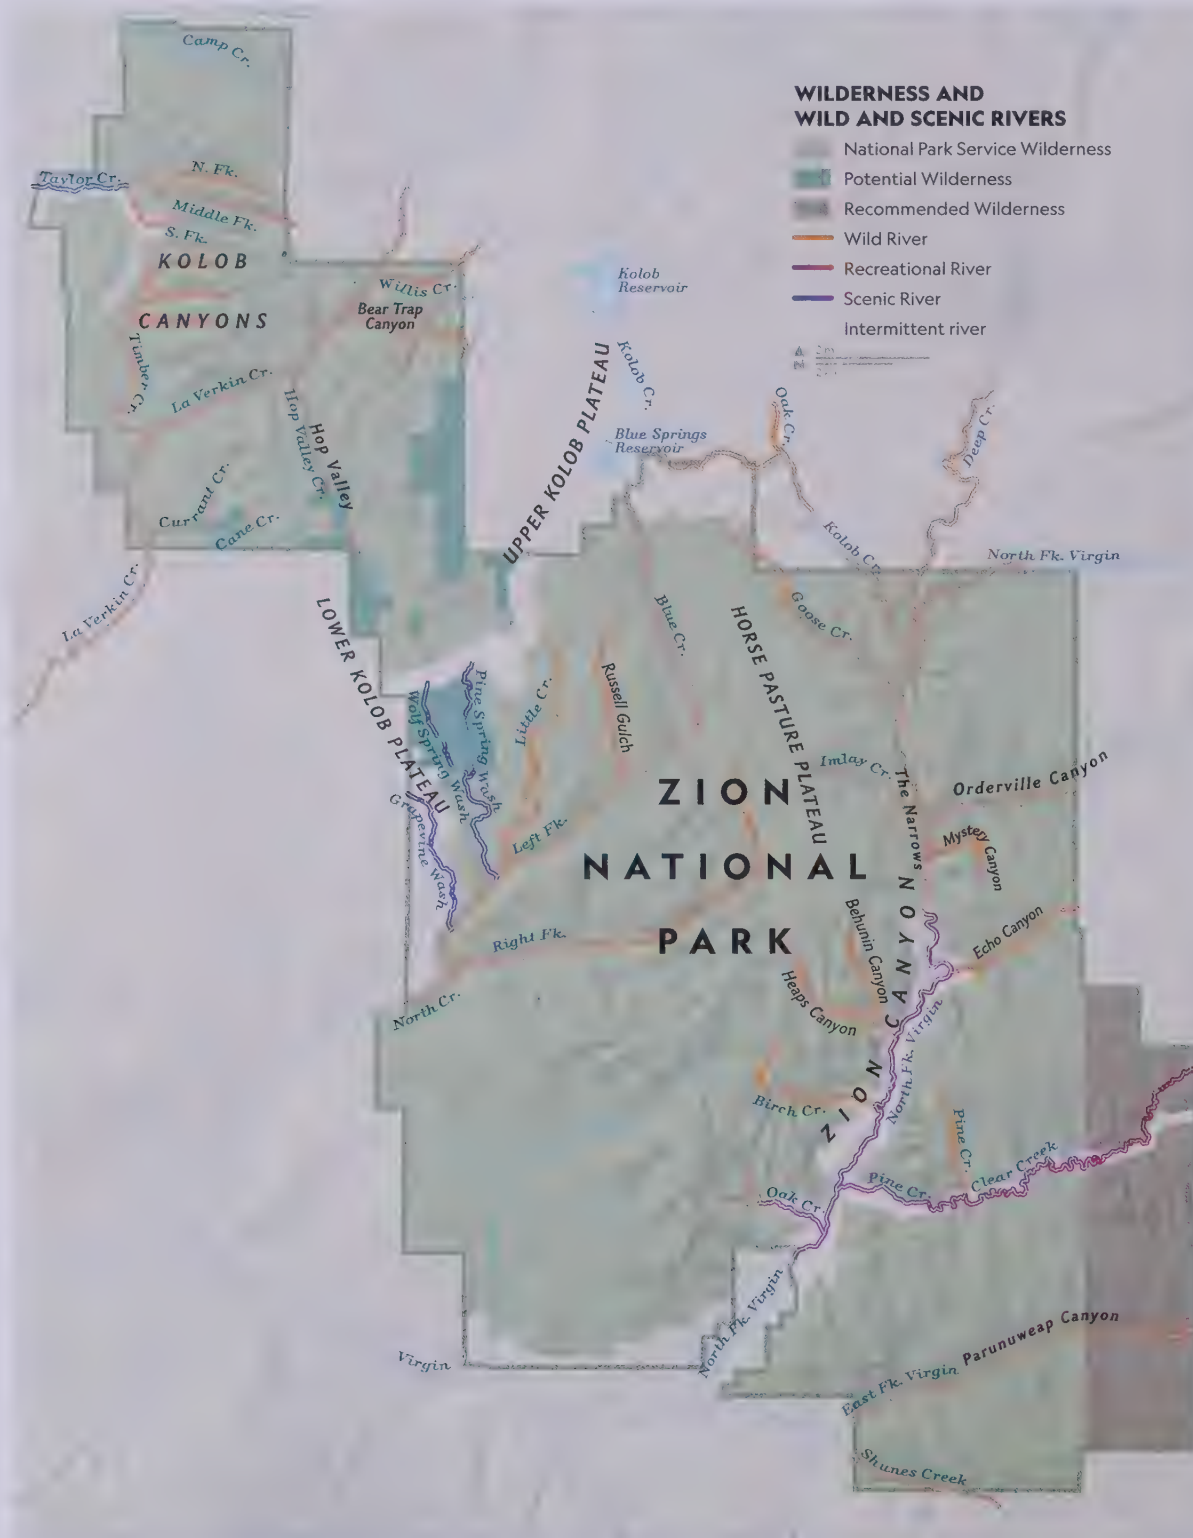 WILDERNESS AND
WILD AND SCENIC RIVERS
National Park Service Wilderness
Potential Wilderness
Recommended Wilderness
Wild River
Recreational River
Scenic River
Intermittent river
Camp Cr.
N. Fk.
Taylor Cr.
Middle Fk.
S. Fk.
KOLOB
CANYONS
Willis Cr.
Bear Trap
Canyon
Kolob
Reservoir
Timber Cr.
La Verkin Cr.
Hop Valley Cr.
Hop Valley
Kolob Cr.
UPPER KOLOB PLATEAU
Blue Springs
Reservoir
Oak Cr.
Deep Cr.
Currant Cr.
Cane Cr.
Kolob Cr.
North Fk. Virgin
La Verkin Cr.
LOWER KOLOB PLATEAU
Blue Cr.
HORSE PASTURE PLATEAU
Goose Cr.
Wolf Spring Wash
Pine Spring Wash
Little Cr.
Russell Gulch
Imlay Cr.
The Narrows
Orderville Canyon
Grapevine Wash
Left Fk.
Mystery Canyon
ZION
NATIONAL
PARK
Right Fk.
Behunin Canyon
Echo Canyon
Heaps Canyon
North Cr.
ZION CANYON
North Fk. Virgin
Birch Cr.
Pine Cr.
Clear Creek
Pine Cr.
Oak Cr.
North Fk. Virgin
Virgin
Parunuweap Canyon
East Fk. Virgin
Shunes Creek